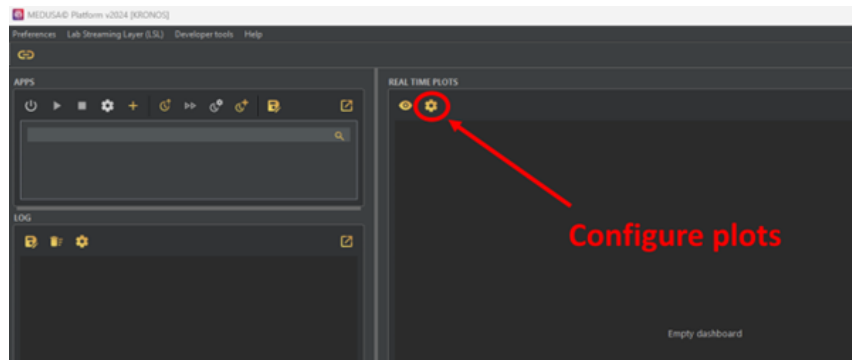 MEDUSA© Platform v2024 [KRONOS]
Preferences Lab Streaming Layer (LSL) Developer tools Help
APPS
REAL TIME PLOTS
LOG
Configure plots
Empty dashboard